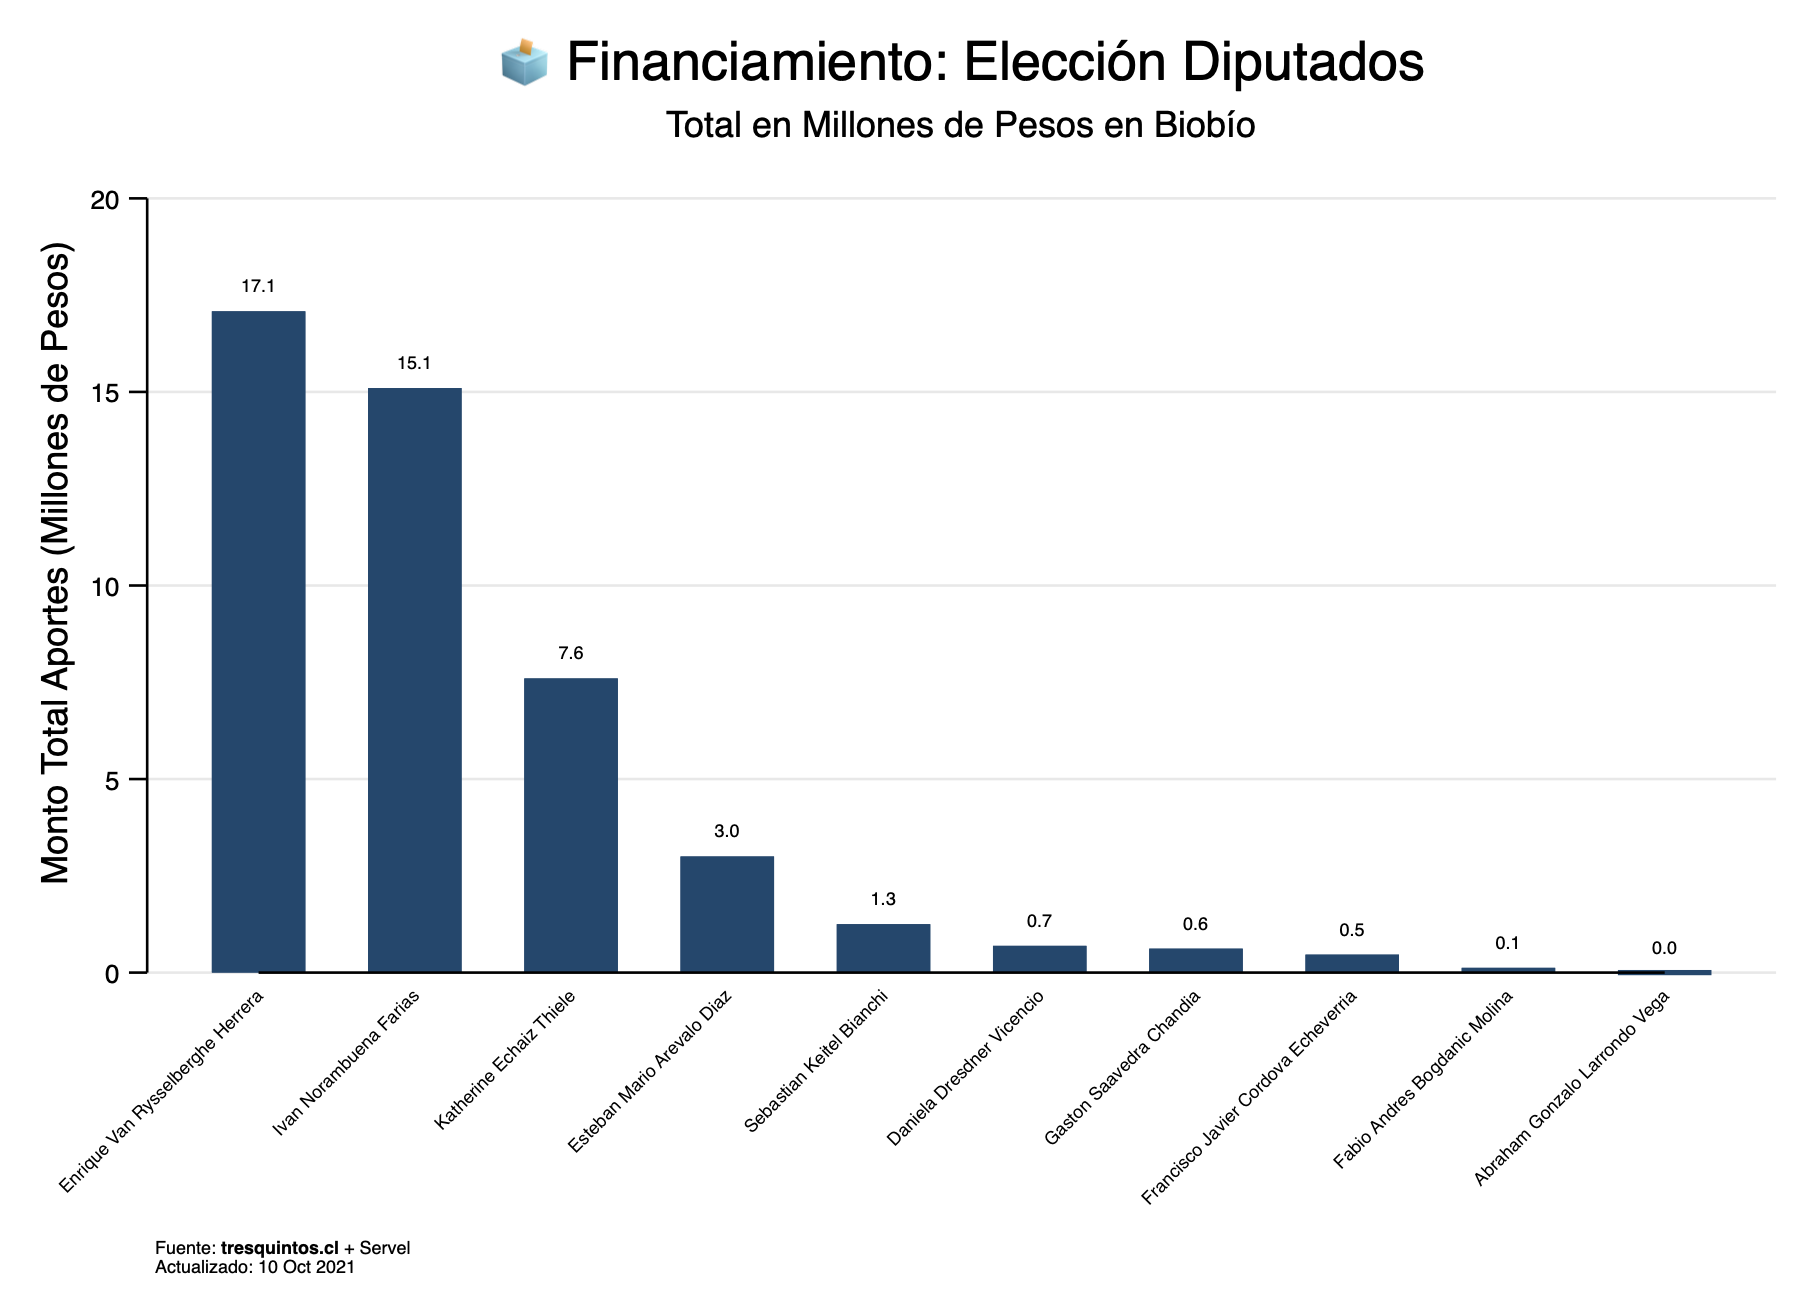 Financiamiento: Elección Diputados
Total en Millones de Pesos en Biobío
Monto Total Aportes (Millones de Pesos)
20
15
10
5
0
17.1
15.1
7.6
3.0
1.3
0.7
0.6
0.5
0.1
0.0
Enrique Van Rysselberghe Herrera
Ivan Norambuena Farias
Katherine Echaiz Thiele
Esteban Mario Arevalo Diaz
Sebastian Keitel Bianchi
Daniela Dresdner Vicencio
Gaston Saavedra Chandia
Francisco Javier Cordova Echeverria
Fabio Andres Bogdanic Molina
Abraham Gonzalo Larrondo Vega
Fuente: tresquintos.cl + Servel
Actualizado: 10 Oct 2021